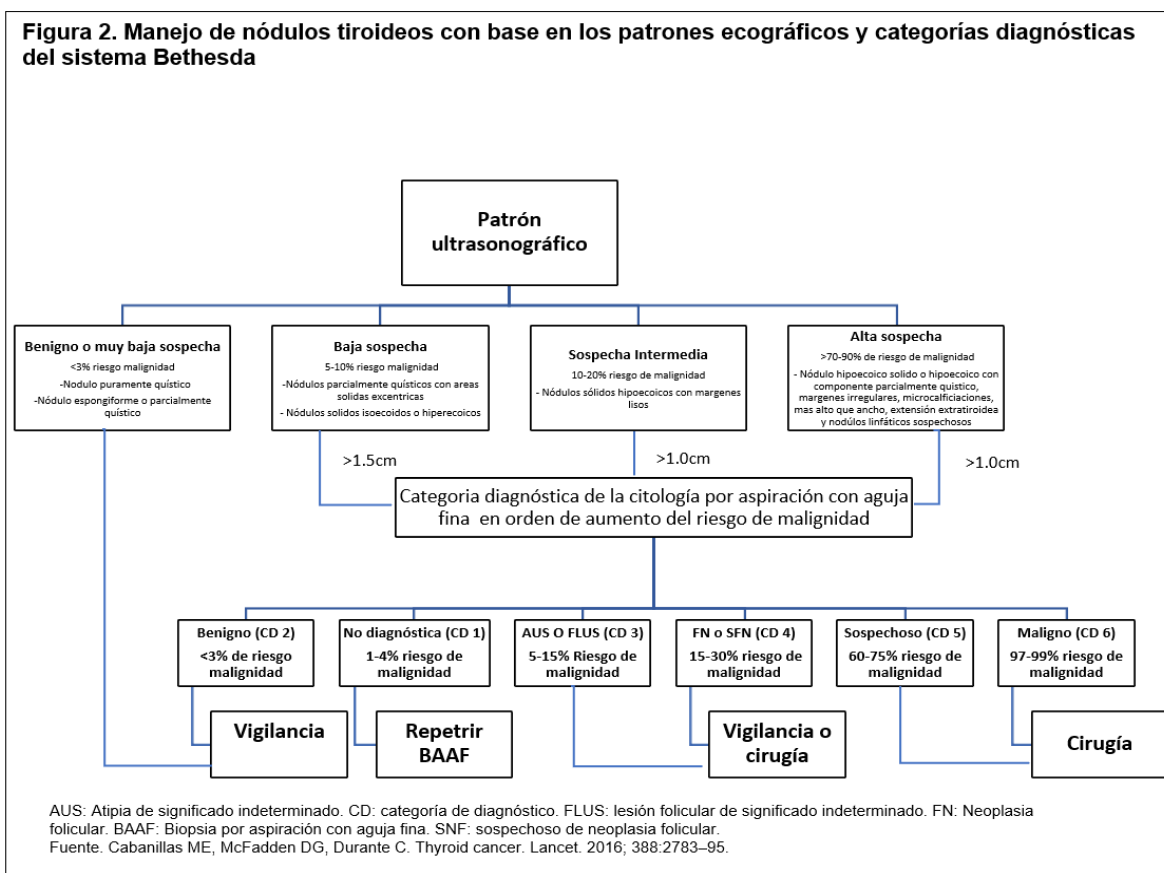 Figura 2. Manejo de nódulos tiroideos con base en los patrones ecográficos y categorías diagnósticas
del sistema Bethesda
Patrón
ultrasonográfico
Benigno o muy baja sospecha
<3% riesgo malignidad
-Nodulo puramente quístico
-Nódulo espongiforme o parcialmente
quístico
Baja sospecha
5-10% riesgo malignidad
-Nódulos parcialmente quísticos con areas
solidas excentricas
- Nódulos solidos isoecoidos o hiperecoicos
Sospecha Intermedia
10-20% riesgo de malignidad
- Nódulos sólidos hipoecoicos con margenes
lisos
Alta sospecha
>70-90% de riesgo de malignidad
- Nódulo hipoecoico solido o hipoecoico con
componente parcialmente quistico,
margenes irregulares, microcalcificiaciones,
mas alto que ancho, extensión extratiroidea
y nodúlos linfáticos sospechosos
>1.5cm
>1.0cm
>1.0cm
Categoria diagnóstica de la citología por aspiración con aguja
fina en orden de aumento del riesgo de malignidad
Benigno (CD 2)
<3% de riesgo
malignidad
No diagnóstica (CD 1)
1-4% riesgo de
malignidad
AUS O FLUS (CD 3)
5-15% Riesgo de
malignidad
FN o SFN (CD 4)
15-30% riesgo de
malignidad
Sospechoso (CD 5)
60-75% riesgo de
malignidad
Maligno (CD 6)
97-99% riesgo de
malignidad
Vigilancia
Repetrir
BAAF
Vigilancia o
cirugía
Cirugía
AUS: Atipia de significado indeterminado. CD: categoría de diagnóstico. FLUS: lesión folicular de significado indeterminado. FN: Neoplasia
folicular. BAAF: Biopsia por aspiración con aguja fina. SNF: sospechoso de neoplasia folicular.
Fuente. Cabanillas ME, McFadden DG, Durante C. Thyroid cancer. Lancet. 2016; 388:2783–95.